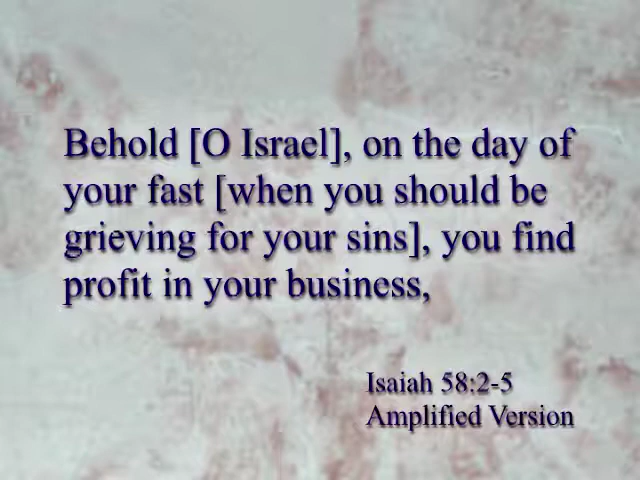 Behold [O Israel], on the day of
your fast [when you should be
grieving for your sins], you find
profit in your business,
Isaiah 58:2-5
Amplified Version